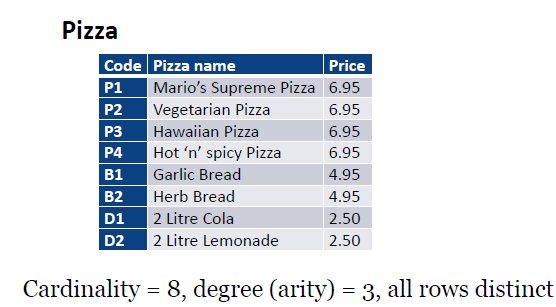 Pizza
Code Pizza name Price
P1 Mario’s Supreme Pizza 6.95
P2 Vegetarian Pizza 6.95
P3 Hawaiian Pizza 6.95
P4 Hot ‘n’ spicy Pizza 6.95
B1 Garlic Bread 4.95
B2 Herb Bread 4.95
D1 2 Litre Cola 2.50
D2 2 Litre Lemonade 2.50
Cardinality = 8, degree (arity) = 3, all rows distinct